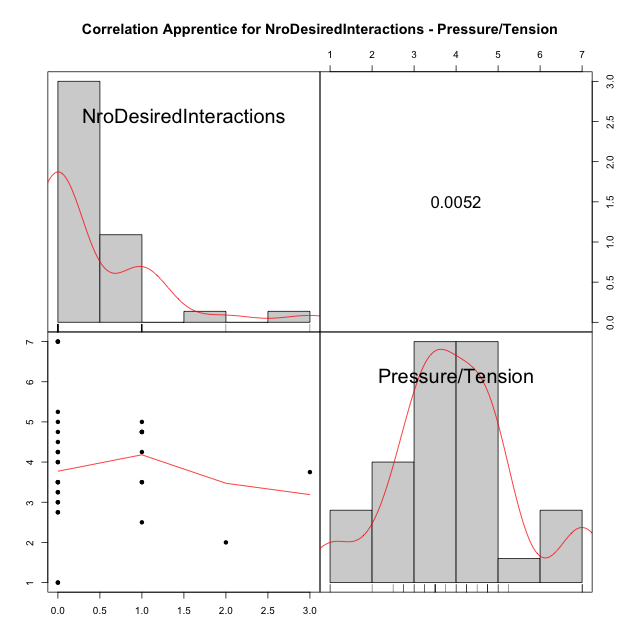 Correlation Apprentice for NroDesiredInteractions - Pressure/Tension
1 2 3 4 5 6 7
NroDesiredInteractions
0.0052
0.0 0.5 1.0 1.5 2.0 2.5 3.0
Pressure/Tension
1 2 3 4 5 6 7
0.0 0.5 1.0 1.5 2.0 2.5 3.0